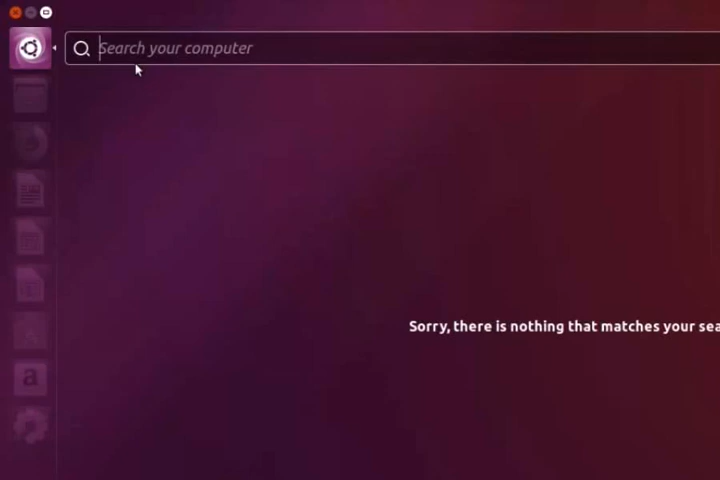 Search your computer
Sorry, there is nothing that matches your sea
a